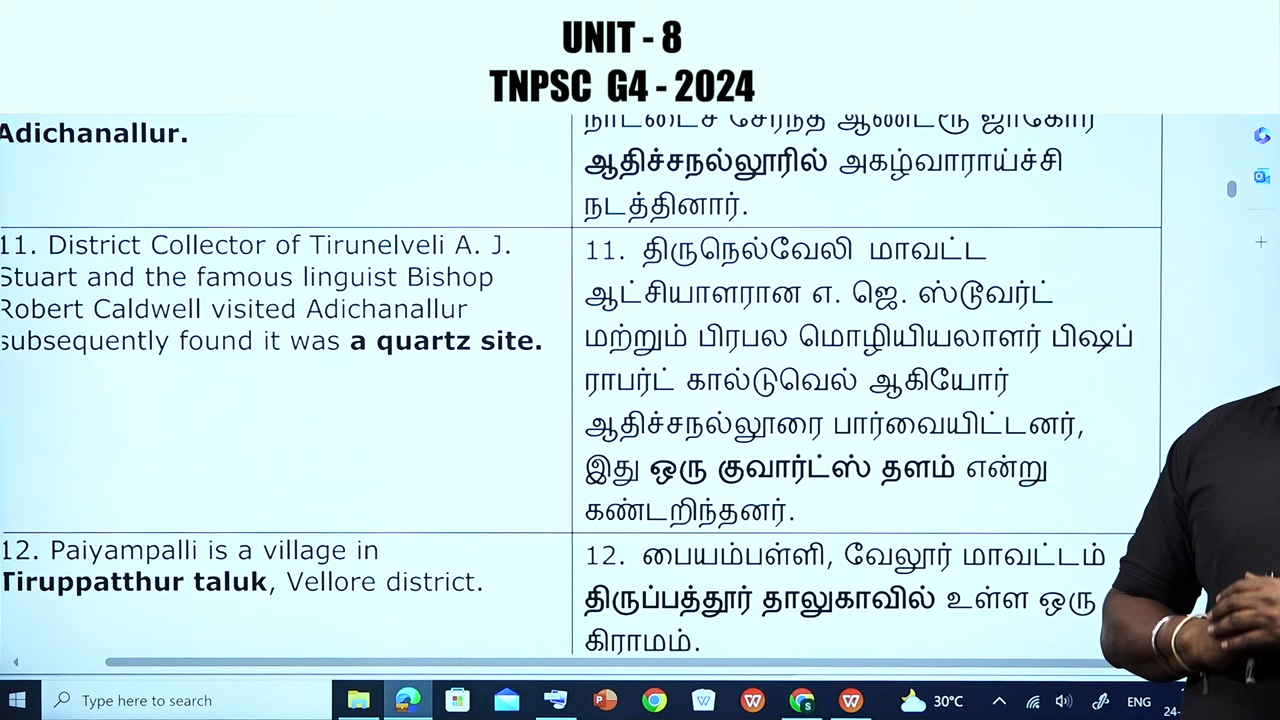 UNIT - 8
TNPSC G4 - 2024
Adichanallur.
ஆதிச்சநல்லூரில் அகழ்வாராய்ச்சி
நடத்தினார்.
11. District Collector of Tirunelveli A. J.
Stuart and the famous linguist Bishop
Robert Caldwell visited Adichanallur
subsequently found it was a quartz site.
11. திருநெல்வேலி மாவட்ட
ஆட்சியாளரான எ. ஜெ. ஸ்டூவர்ட்
மற்றும் பிரபல மொழியியலாளர் பிஷப்
ராபர்ட் கால்டுவெல் ஆகியோர்
ஆதிச்சநல்லூரை பார்வையிட்டனர்,
இது ஒரு குவார்ட்ஸ் தளம் என்று
கண்டறிந்தனர்.
12. Paiyampalli is a village in
Tiruppatthur taluk, Vellore district.
12. பையம்பள்ளி, வேலூர் மாவட்டம்
திருப்பத்தூர் தாலுகாவில் உள்ள ஒரு
கிராமம்.
Type here to search
30°C
ENG
24-